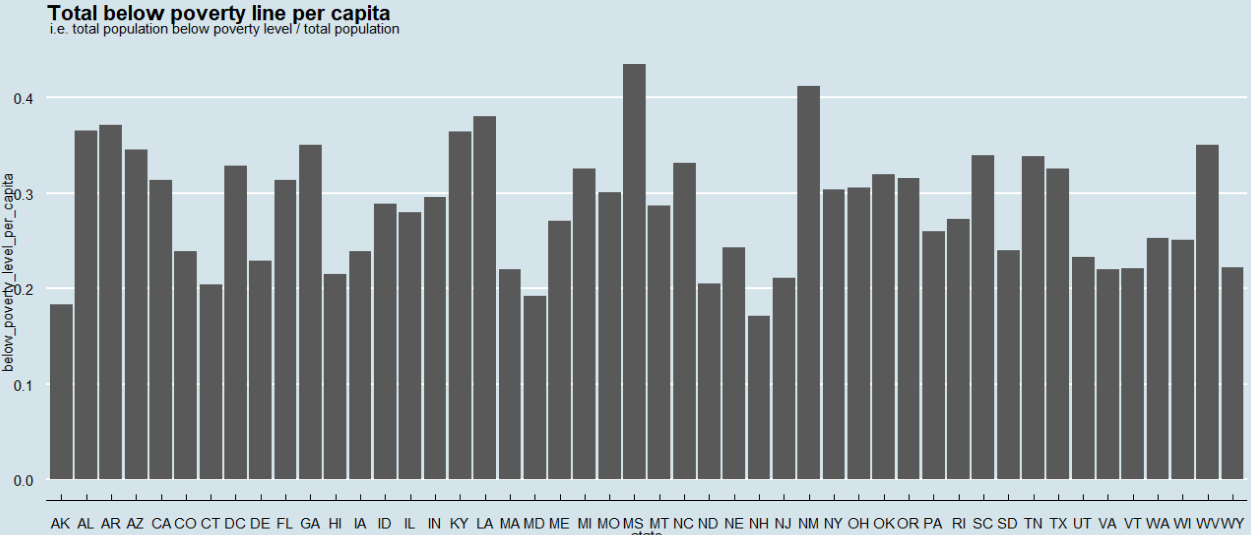 Total below poverty line per capita
i.e. total population below poverty level / total population
below_poverty_level_per_capita
0.4
0.3
0.2
0.1
0.0
AK AL AR AZ CA CO CT DC DE FL GA HI IA ID IL IN KY LA MA MD ME MI MO MS MT NC ND NE NH NJ NM NY OH OK OR PA RI SC SD TN TX UT VA VT WA WI WV WY
state